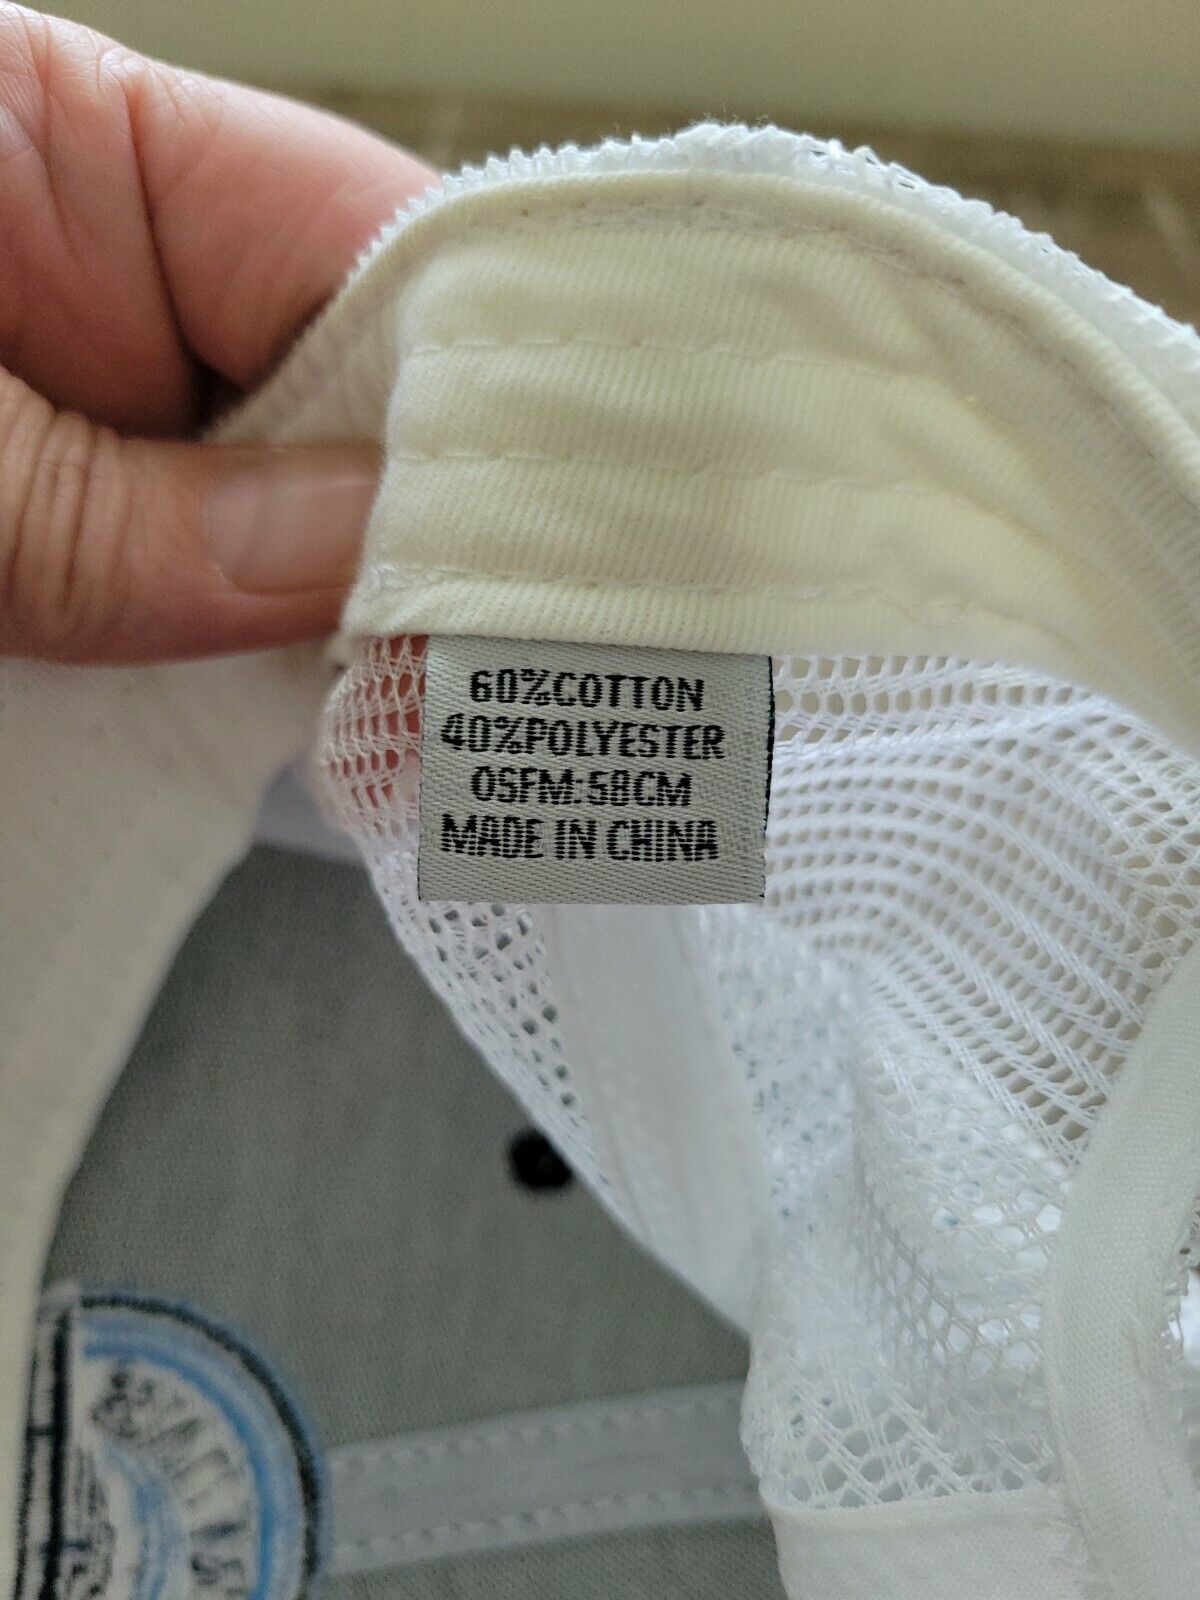 60%COTTON
40%POLYESTER
OSFM:58CM
MADE IN CHINA